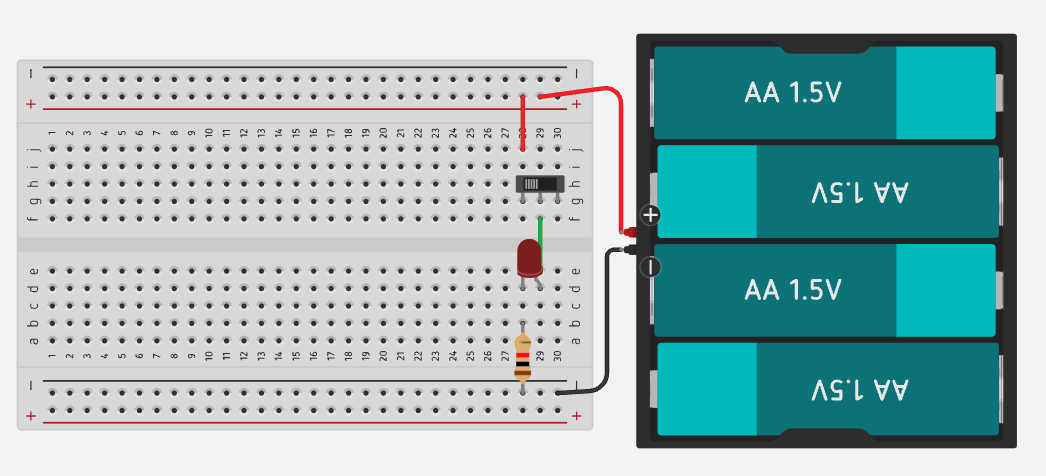 − −
+ +
1 2 3 4 5 6 7 8 9 10 11 12 13 14 15 16 17 18 19 20 21 22 23 24 25 26 27 28 29 30
j j
i i
h h
g g
f f
e e
d d
c c
b b
a a
1 2 3 4 5 6 7 8 9 10 11 12 13 14 15 16 17 18 19 20 21 22 23 24 25 26 27 28 29 30
− −
+ +
AA 1.5V
AA 1.5V
+
−
AA 1.5V
AA 1.5V